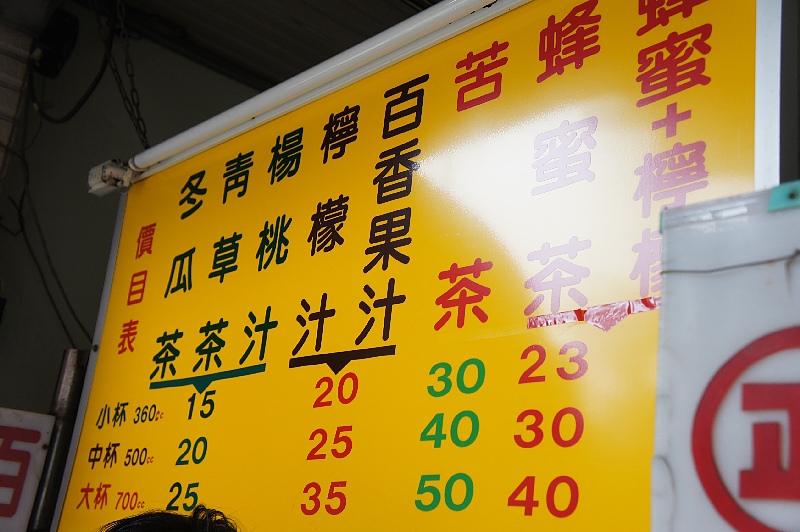 價目表
冬瓜茶
青草茶
楊桃汁
檸檬汁
百香果汁
苦茶
蜂蜜茶
蜂蜜+檸檬
小杯 360cc 15 20 30 23
中杯 500cc 20 25 40 30
大杯 700cc 25 35 50 40
正
百